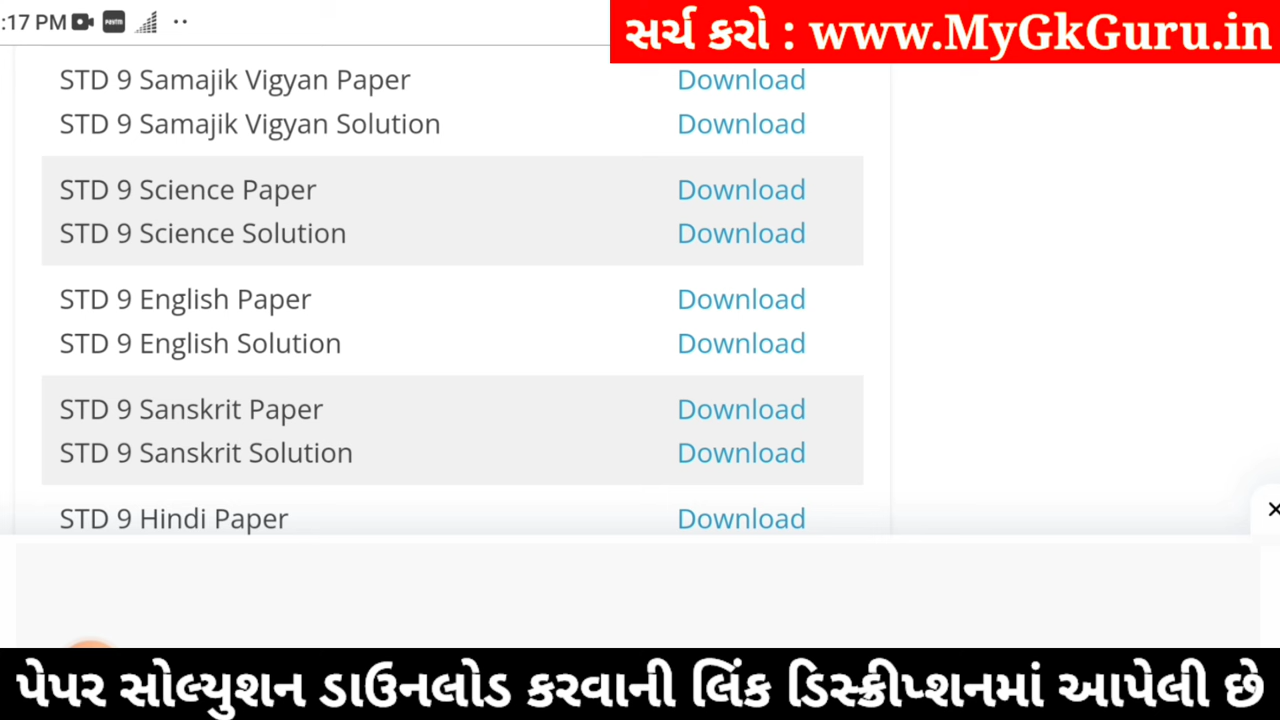 :17 PM
સર્ચ કરો : www.MyGkGuru.in
STD 9 Samajik Vigyan Paper Download
STD 9 Samajik Vigyan Solution Download
STD 9 Science Paper Download
STD 9 Science Solution Download
STD 9 English Paper Download
STD 9 English Solution Download
STD 9 Sanskrit Paper Download
STD 9 Sanskrit Solution Download
STD 9 Hindi Paper Download
પેપર સોલ્યુશન ડાઉનલોડ કરવાની લિંક ડિસ્ક્રીપ્શનમાં આપેલી છે